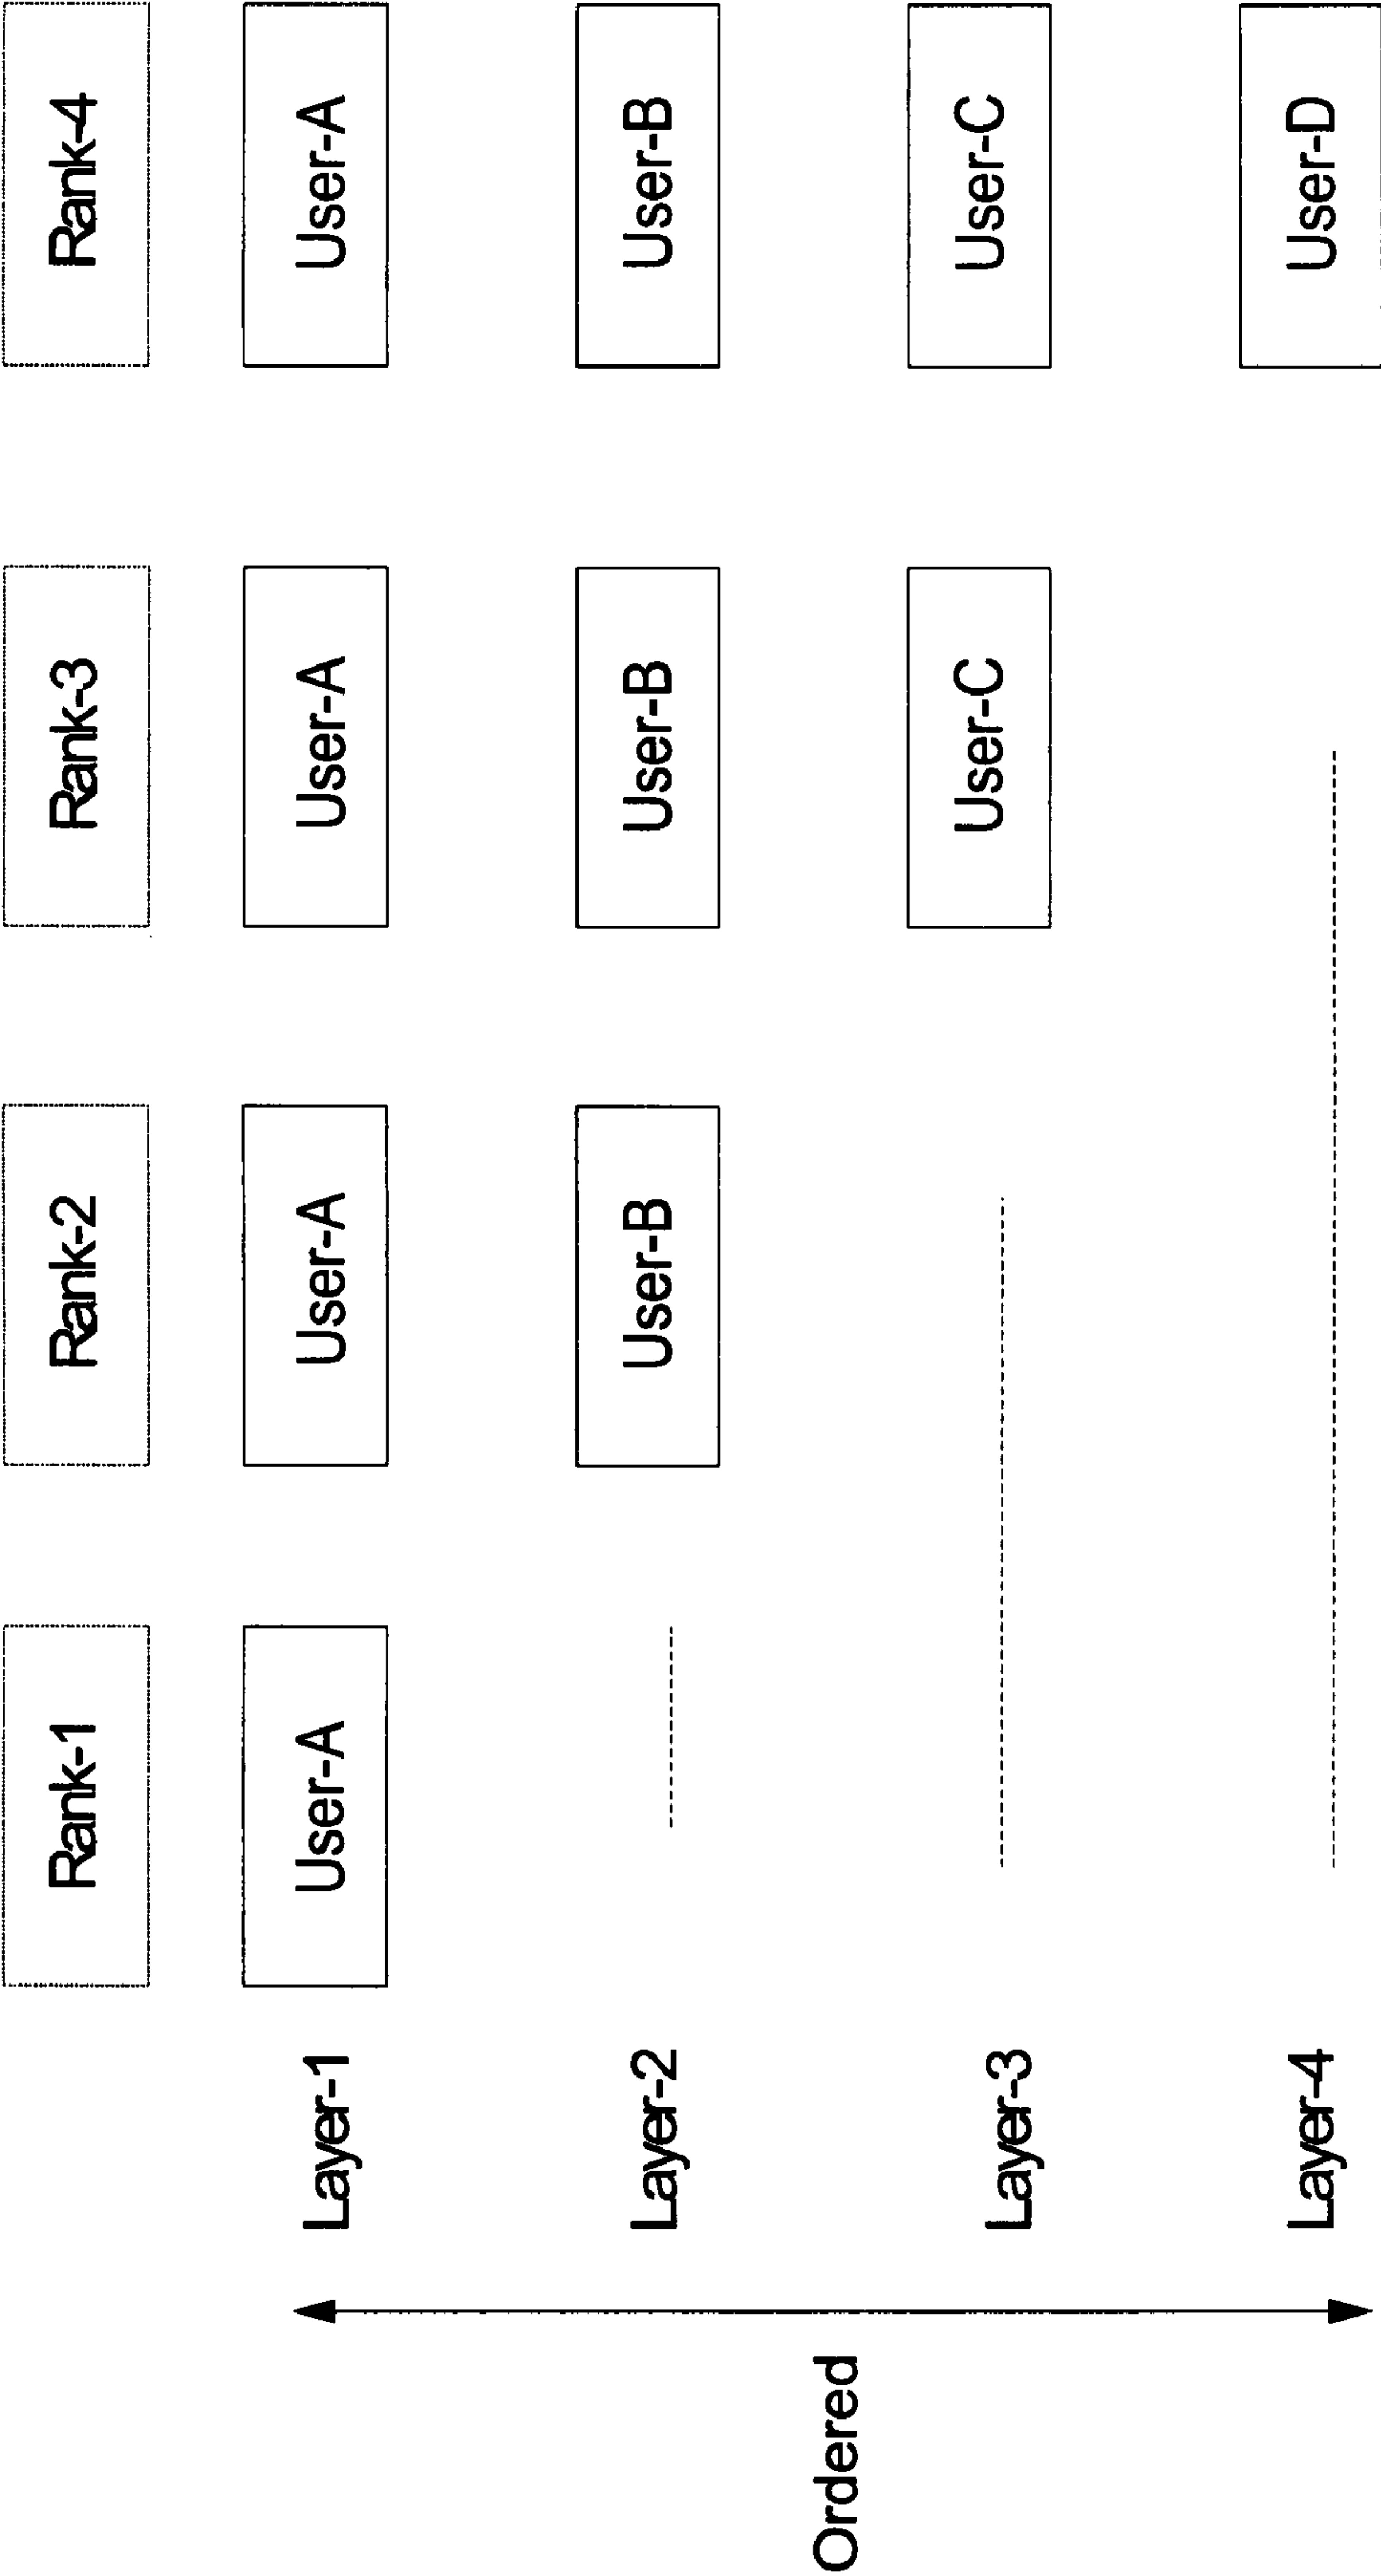 Rank-1 Rank-2 Rank-3 Rank-4
Layer-1 User-A User-A User-A User-A
Layer-2 User-B User-B User-B
Ordered
Layer-3 User-C User-C
Layer-4 User-D